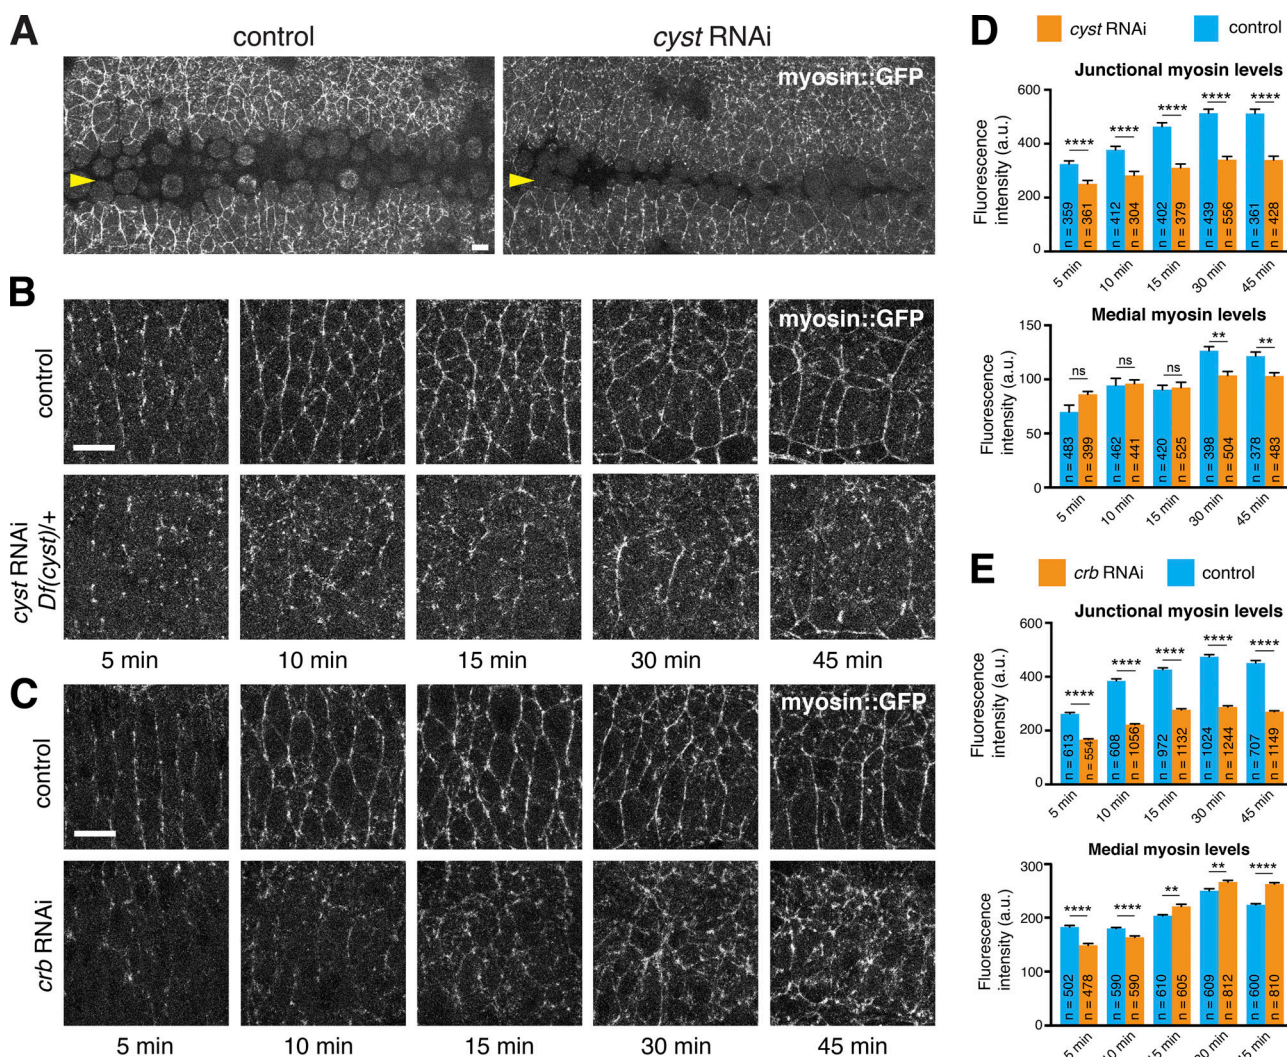 A
control
cyst RNAi
myosin::GFP
B
control
myosin::GFP
cyst RNAi
Df(cyst)/+
5 min
10 min
15 min
30 min
45 min
C
control
myosin::GFP
crb RNAi
5 min
10 min
15 min
30 min
45 min
D
cyst RNAi
control
Junctional myosin levels
Fluorescence
intensity (a.u.)
600
400
200
0
****
****
****
****
****
n = 359
n = 361
n = 412
n = 304
n = 402
n = 379
n = 439
n = 556
n = 361
n = 428
5 min
10 min
15 min
30 min
45 min
Medial myosin levels
Fluorescence
intensity (a.u.)
150
100
50
0
ns
ns
ns
**
**
n = 483
n = 399
n = 462
n = 441
n = 420
n = 525
n = 398
n = 504
n = 378
n = 483
5 min
10 min
15 min
30 min
45 min
E
crb RNAi
control
Junctional myosin levels
Fluorescence
intensity (a.u.)
600
400
200
0
****
****
****
****
****
n = 613
n = 554
n = 608
n = 1056
n = 972
n = 1132
n = 1024
n = 1244
n = 707
n = 1149
5 min
10 min
15 min
30 min
45 min
Medial myosin levels
Fluorescence
intensity (a.u.)
300
200
100
0
****
****
**
**
****
n = 502
n = 478
n = 590
n = 590
n = 610
n = 605
n = 609
n = 812
n = 600
n = 810
5 min
10 min
15 min
30 min